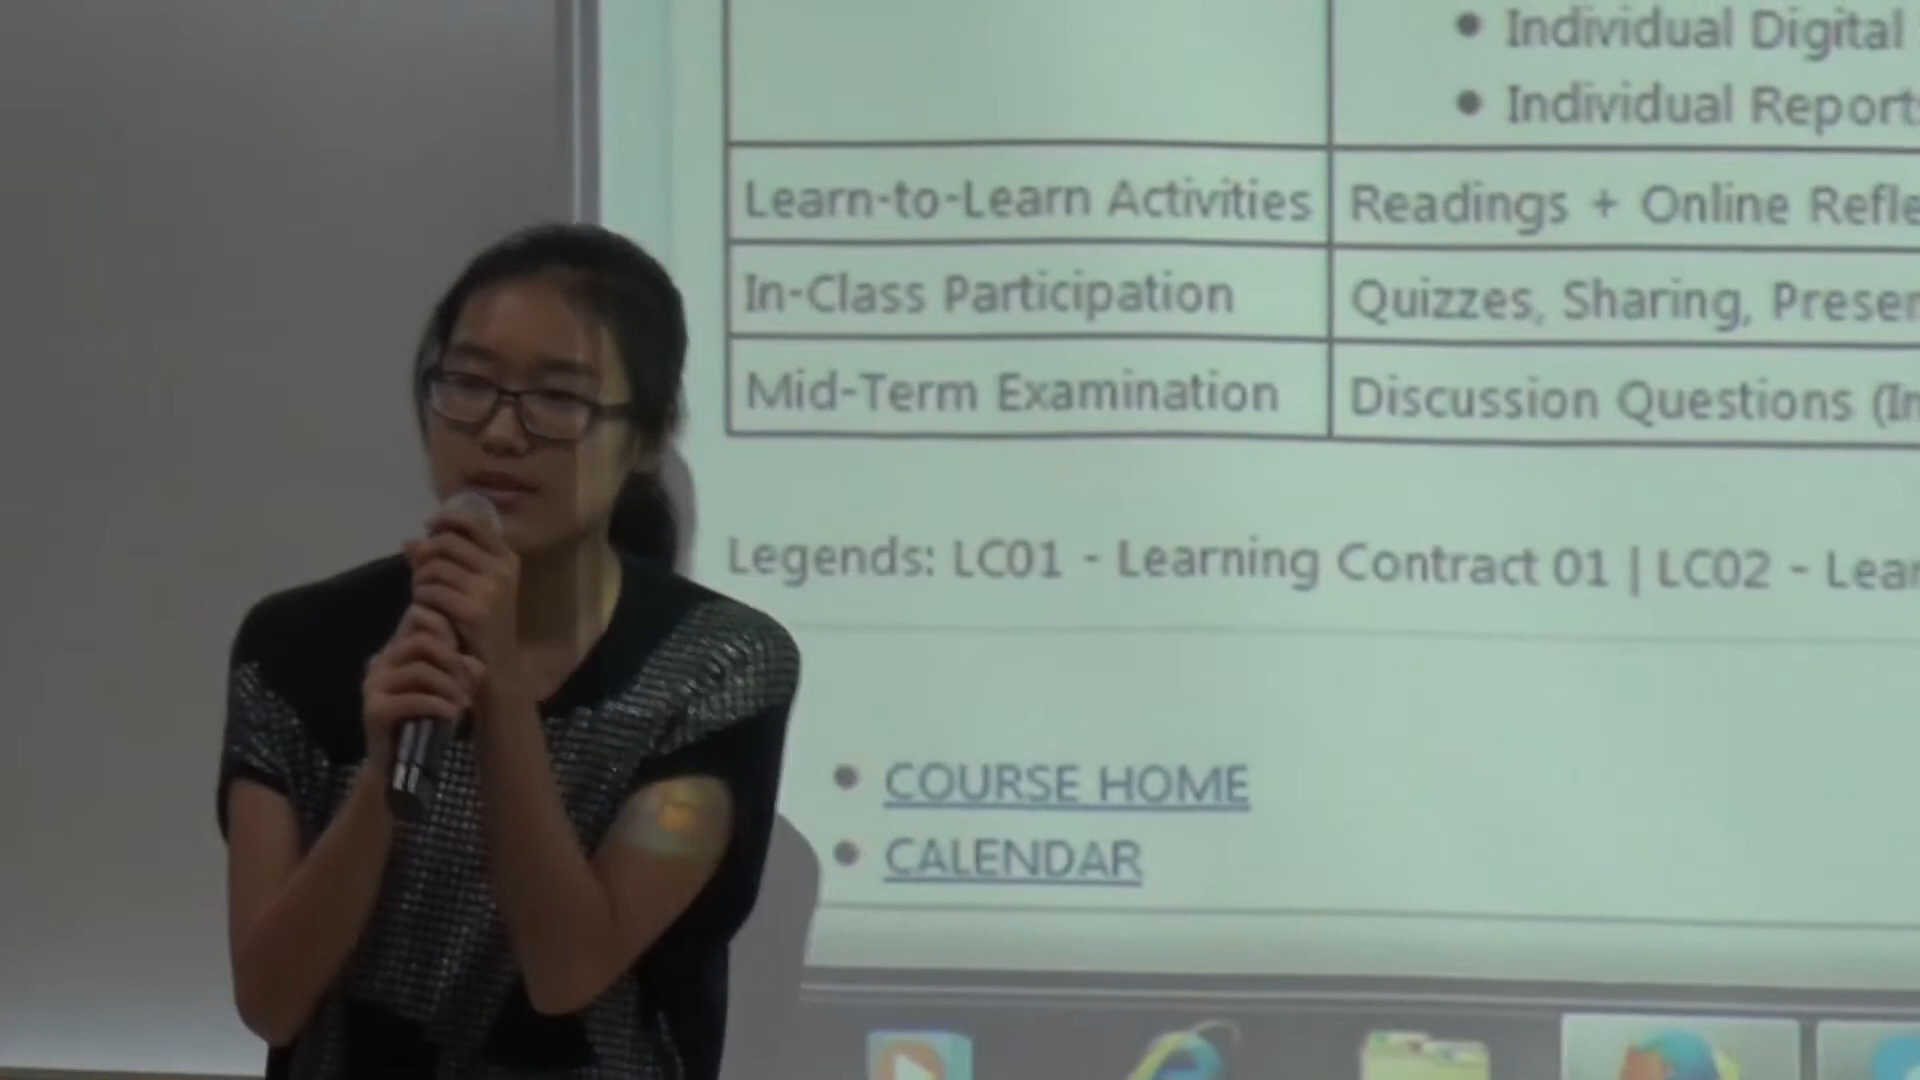 Individual Digital
Individual Reports
Learn-to-Learn Activities Readings + Online
In-Class Participation Quizzes, Sharing,
Mid-Term Examination Discussion Questions
Legends: LC01 - Learning Contract 01 | LC02 -
COURSE HOME
CALENDAR